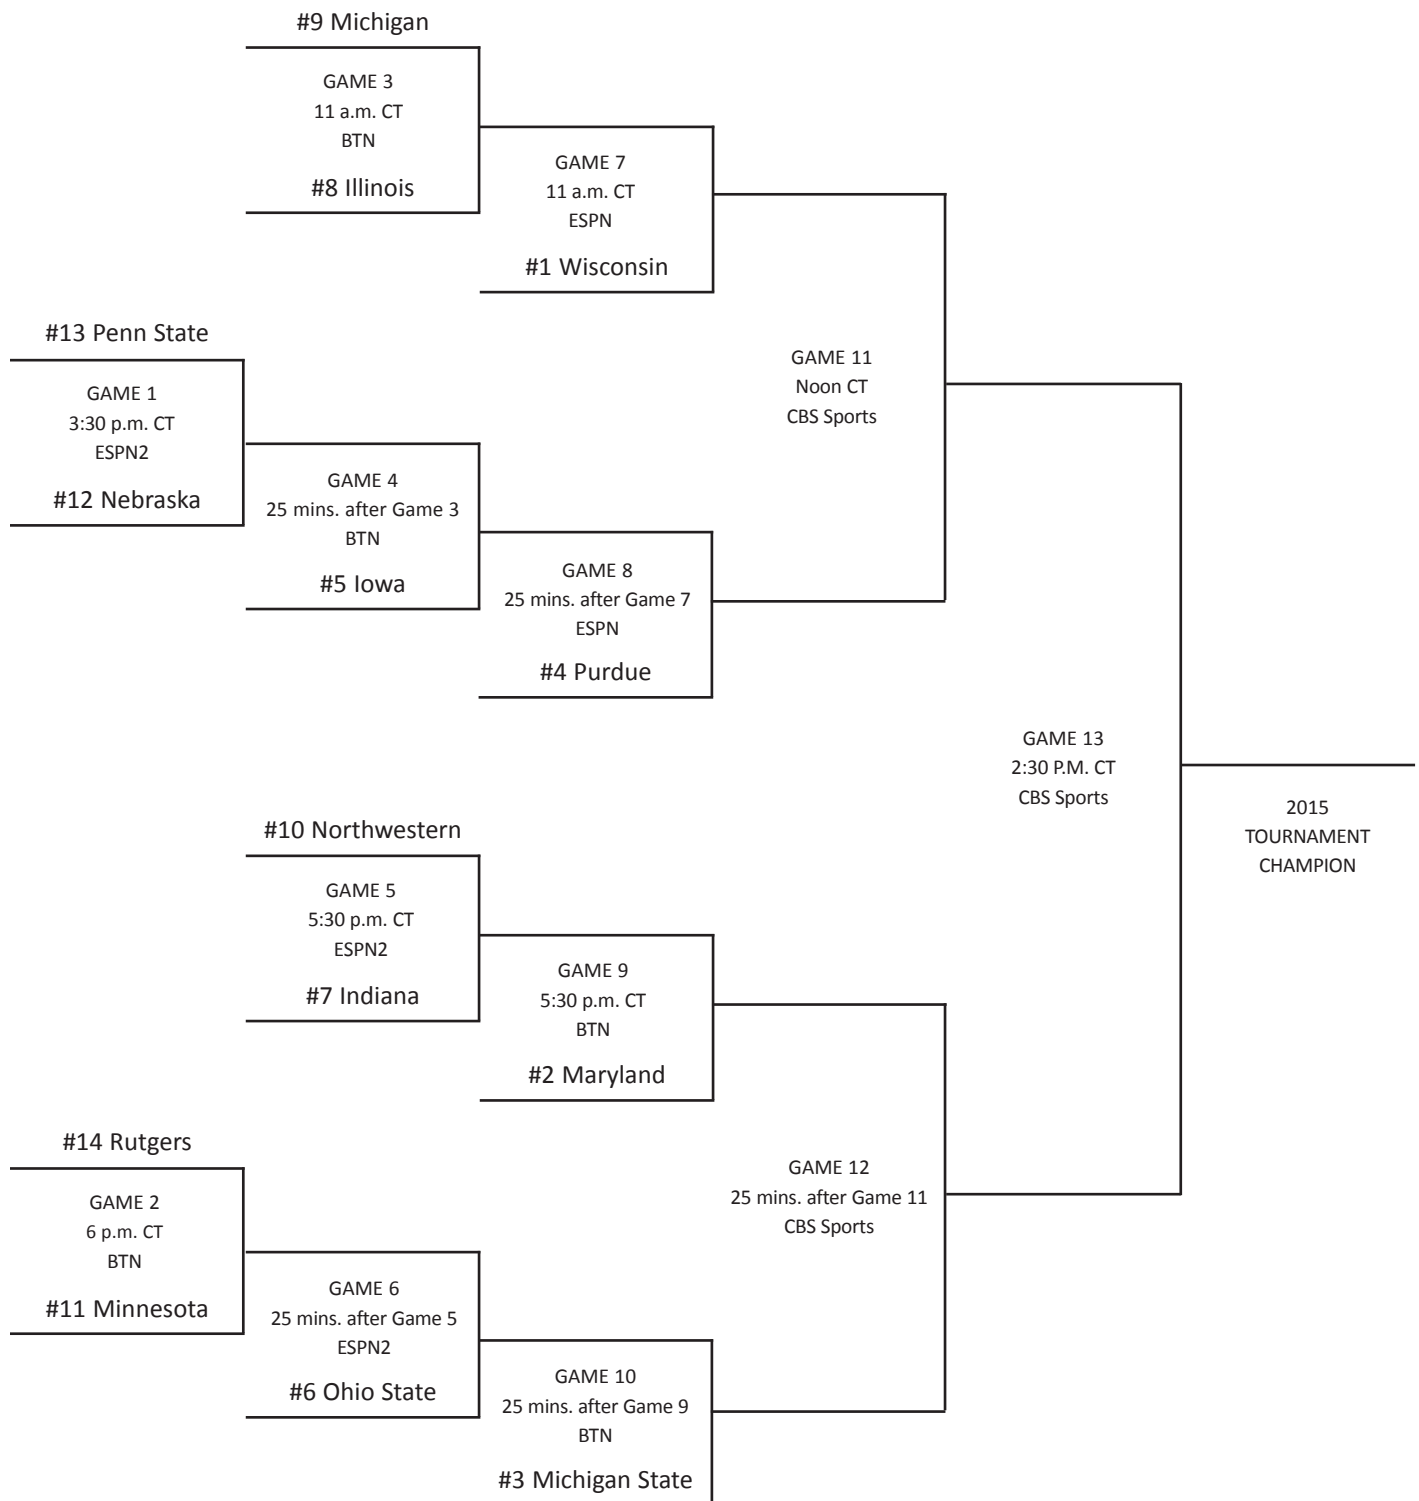 #9 Michigan
GAME 3
11 a.m. CT
BTN
#8 Illinois
GAME 7
11 a.m. CT
ESPN
#1 Wisconsin
#13 Penn State
GAME 1
3:30 p.m. CT
ESPN2
#12 Nebraska
GAME 4
25 mins. after Game 3
BTN
#5 Iowa
GAME 8
25 mins. after Game 7
ESPN
#4 Purdue
GAME 11
Noon CT
CBS Sports
GAME 13
2:30 P.M. CT
CBS Sports
2015
TOURNAMENT
CHAMPION
#10 Northwestern
GAME 5
5:30 p.m. CT
ESPN2
#7 Indiana
GAME 9
5:30 p.m. CT
BTN
#2 Maryland
#14 Rutgers
GAME 2
6 p.m. CT
BTN
#11 Minnesota
GAME 6
25 mins. after Game 5
ESPN2
#6 Ohio State
GAME 10
25 mins. after Game 9
BTN
#3 Michigan State
GAME 12
25 mins. after Game 11
CBS Sports